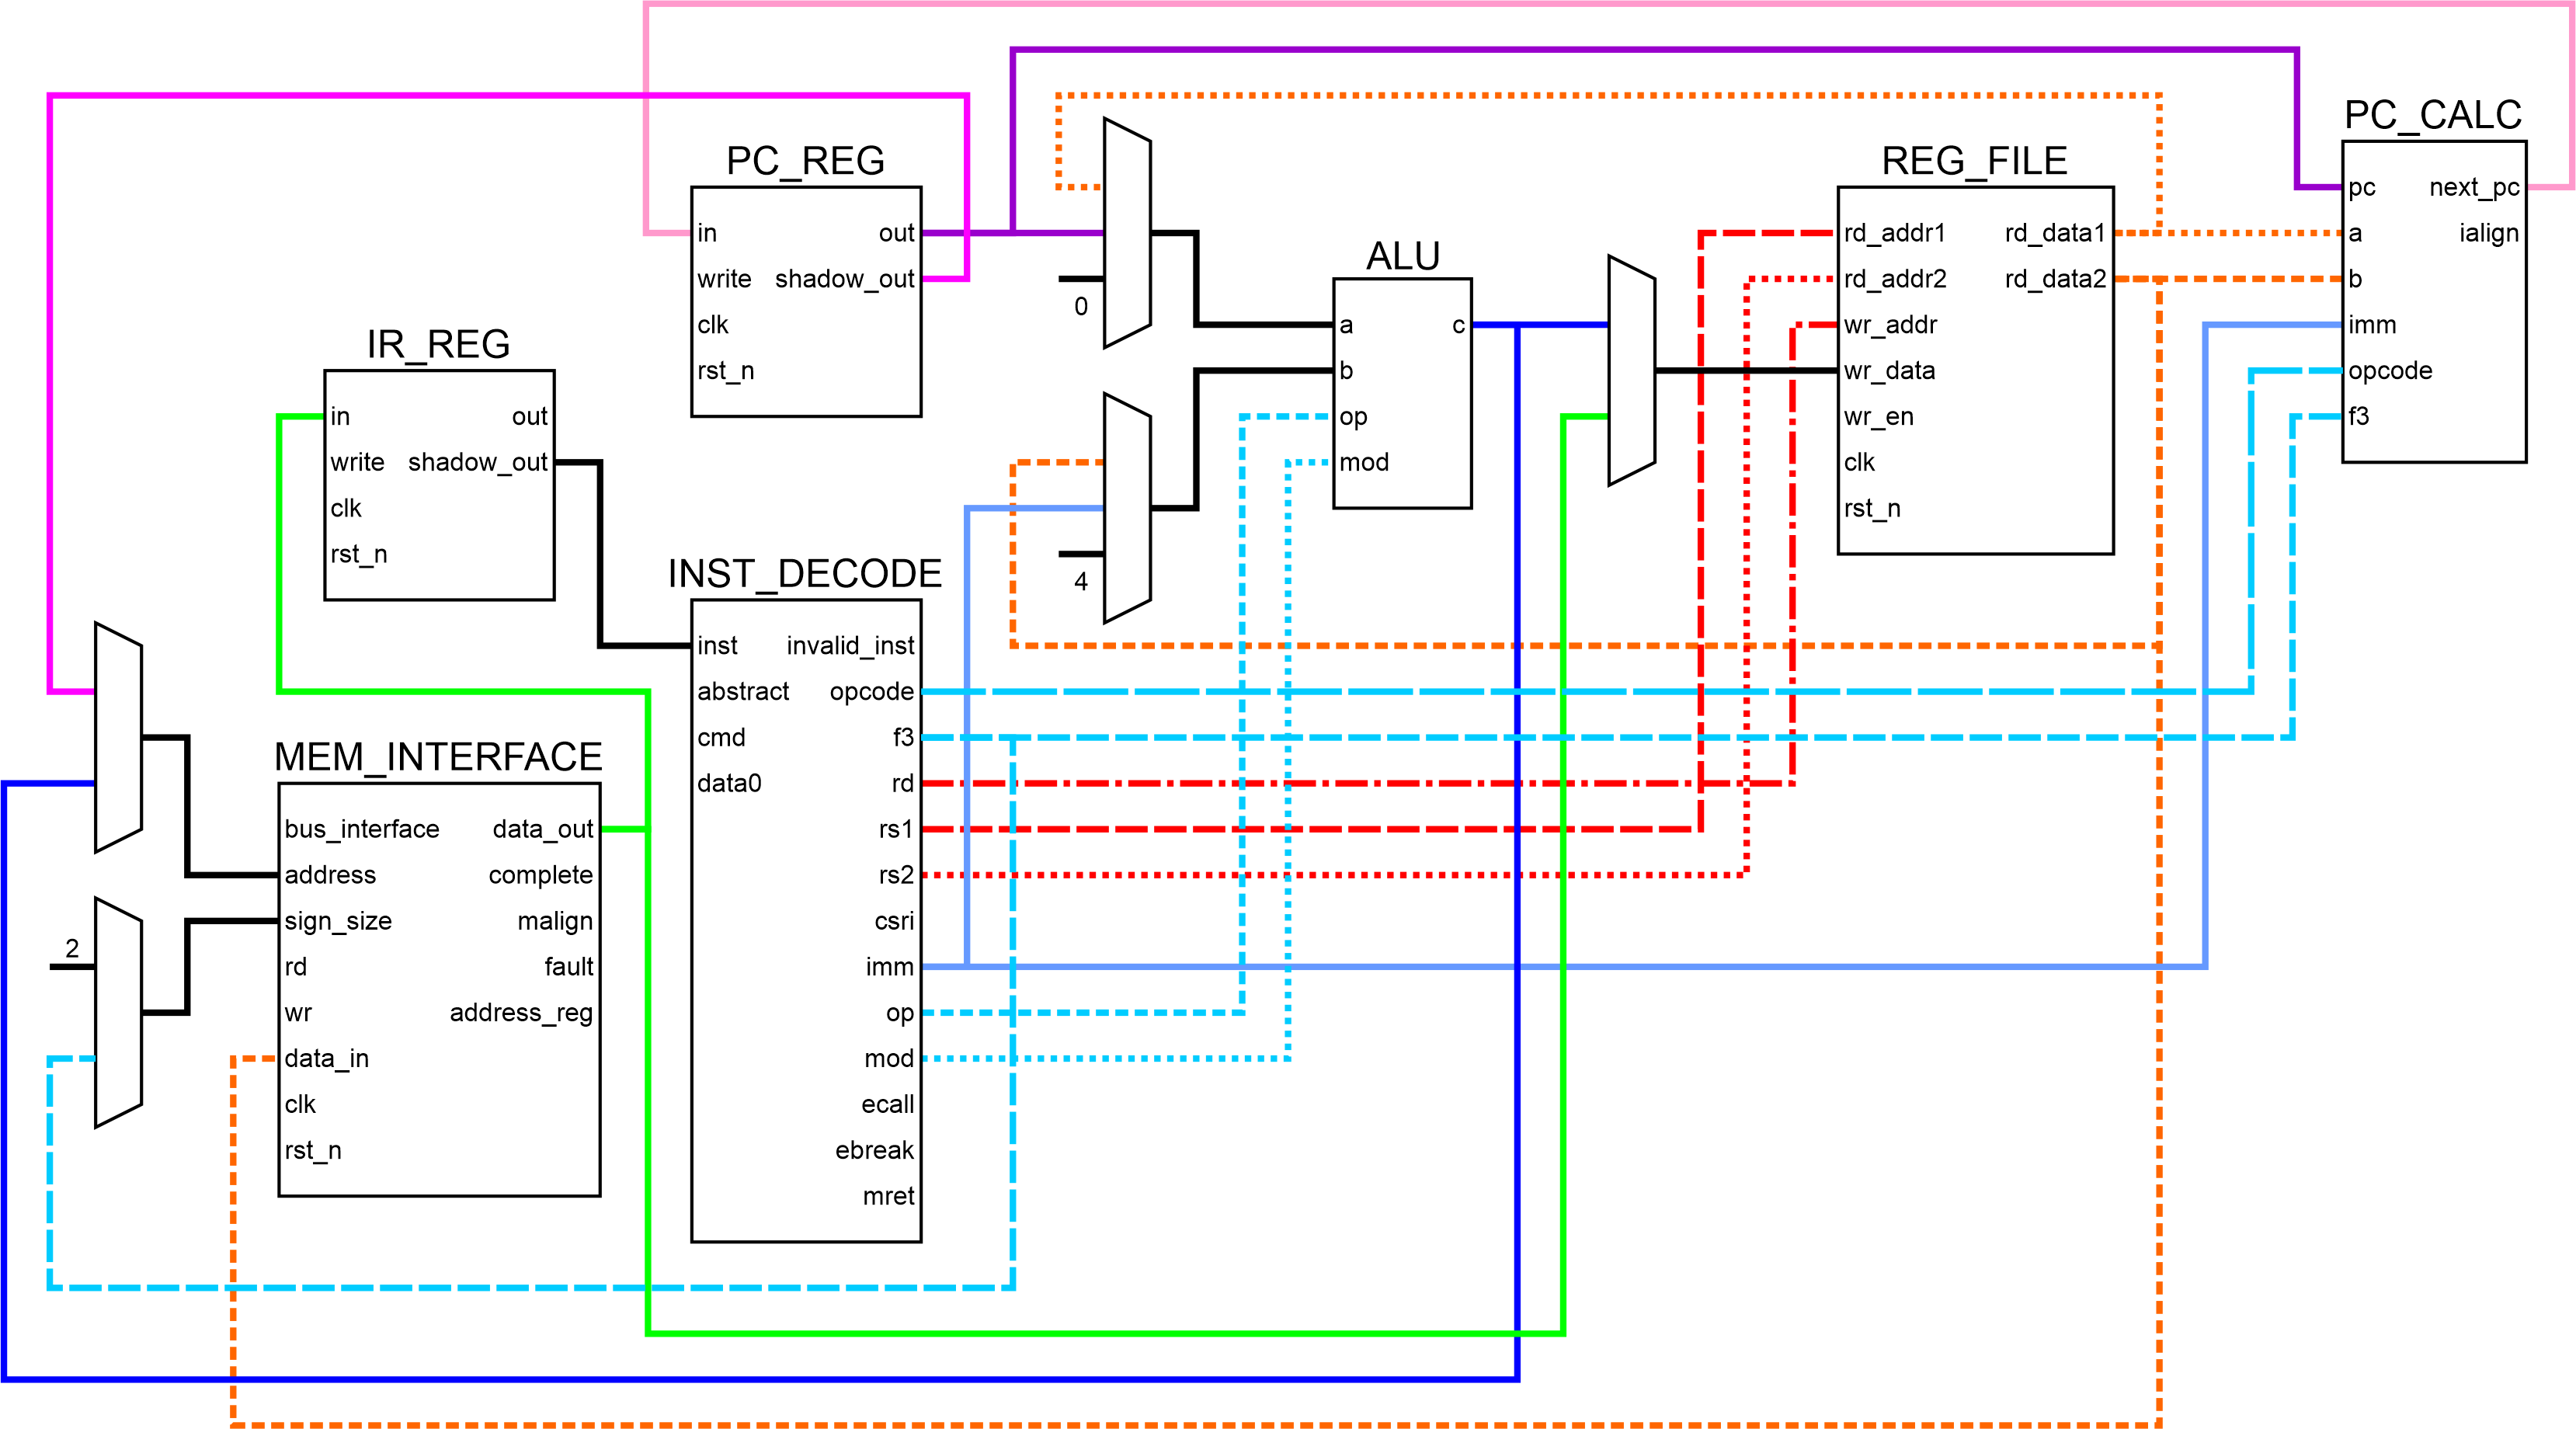 PC_CALC
pc next_pc
a ialign
b
imm
opcode
f3
PC_REG
in out
write shadow_out
clk
rst_n
REG_FILE
rd_addr1 rd_data1
rd_addr2 rd_data2
wr_addr
wr_data
wr_en
clk
rst_n
0
ALU
a c
b
op
mod
IR_REG
in out
write shadow_out
clk
rst_n
4
INST_DECODE
inst invalid_inst
abstract opcode
cmd f3
data0 rd
rs1
rs2
csri
imm
op
mod
ecall
ebreak
mret
MEM_INTERFACE
bus_interface data_out
address complete
sign_size malign
rd fault
wr address_reg
data_in
clk
rst_n
2